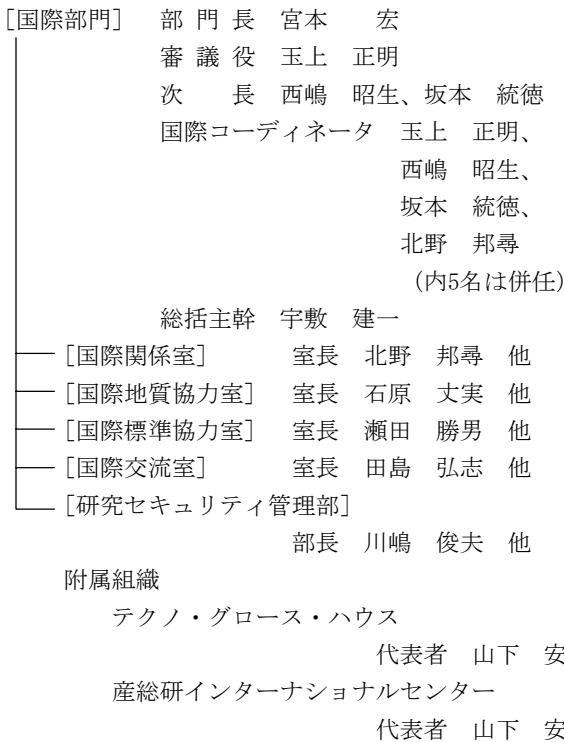 [国際部門] 部 門 長 宮本 宏
審 議 役 玉上 正明
次 長 西嶋 昭生、坂本 統徳
国際コーディネータ 玉上 正明、
西嶋 昭生、
坂本 統徳、
北野 邦尋
(内5名は併任)
総括主幹 宇敷 建一
[国際関係室] 室長 北野 邦尋 他
[国際地質協力室] 室長 石原 丈実 他
[国際標準協力室] 室長 瀬田 勝男 他
[国際交流室] 室長 田島 弘志 他
[研究セキュリティ管理部]
部長 川嶋 俊夫 他
附属組織
テクノ・グロース・ハウス
代表者 山下 安
産総研インターナショナルセンター
代表者 山下 安